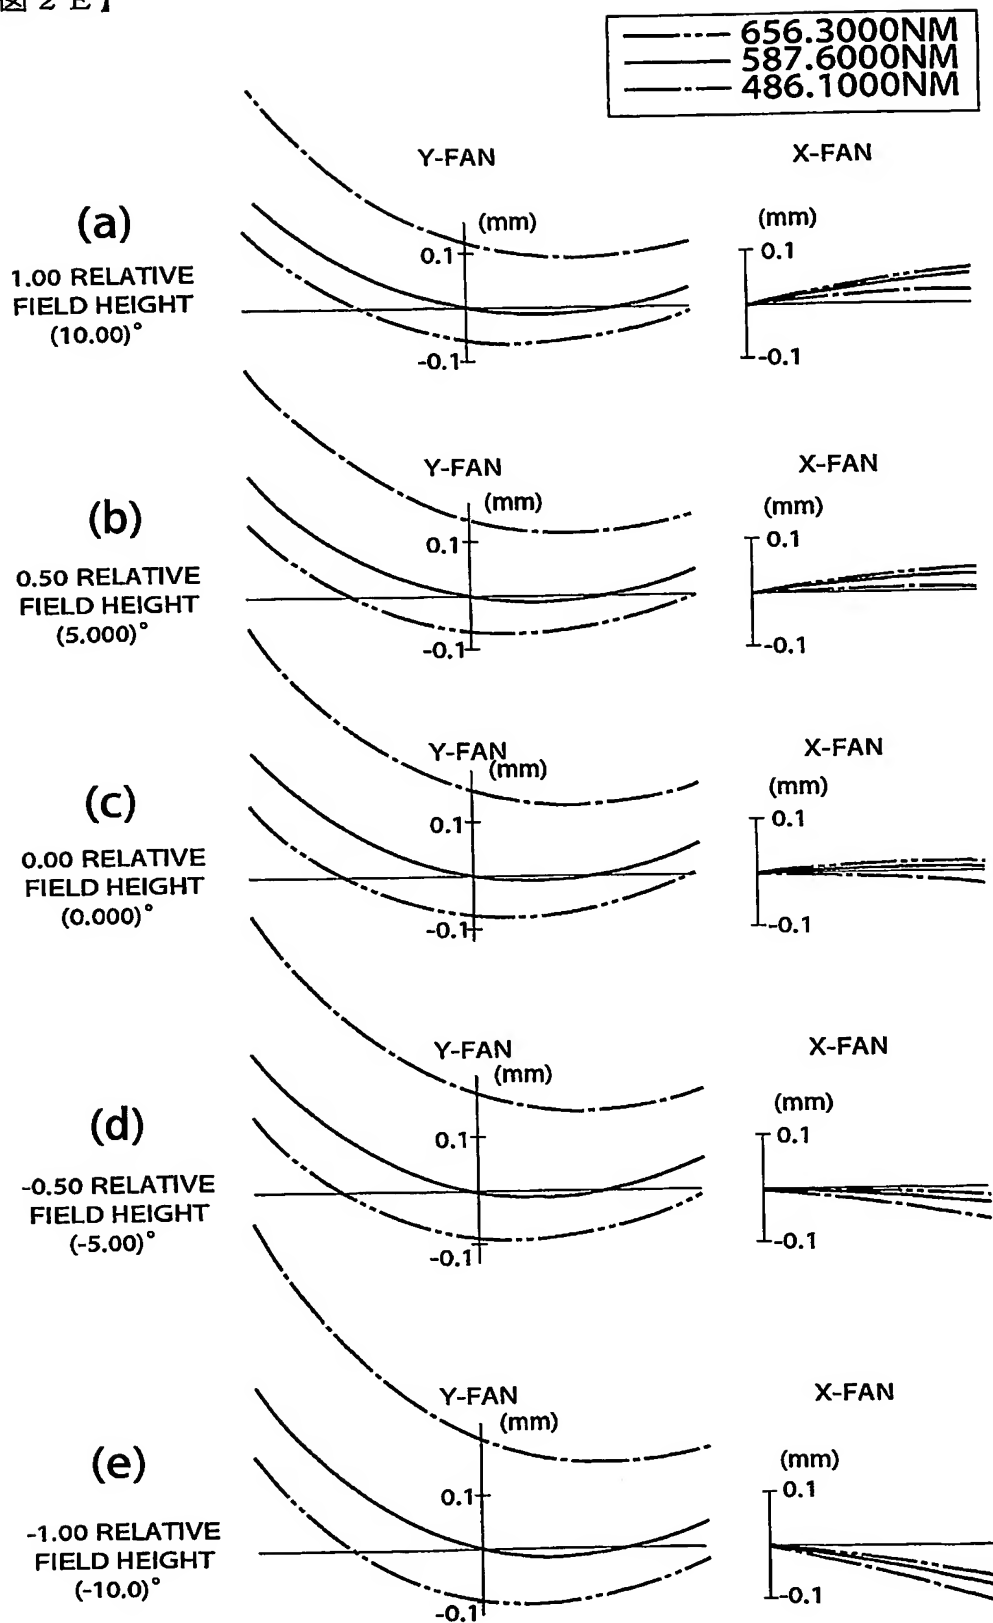 図2E】
656.3000NM
587.6000NM
486.1000NM
Y-FAN
X-FAN
(a)
1.00 RELATIVE
FIELD HEIGHT
(10.00)°
(mm)
0.1
-0.1
(mm)
0.1
-0.1
Y-FAN
X-FAN
(b)
0.50 RELATIVE
FIELD HEIGHT
(5.000)°
(mm)
0.1
-0.1
(mm)
0.1
-0.1
Y-FAN
X-FAN
(c)
0.00 RELATIVE
FIELD HEIGHT
(0.000)°
(mm)
0.1
-0.1
(mm)
0.1
-0.1
Y-FAN
X-FAN
(d)
-0.50 RELATIVE
FIELD HEIGHT
(-5.00)°
(mm)
0.1
-0.1
(mm)
0.1
-0.1
Y-FAN
X-FAN
(e)
-1.00 RELATIVE
FIELD HEIGHT
(-10.0)°
(mm)
0.1
-0.1
(mm)
0.1
-0.1